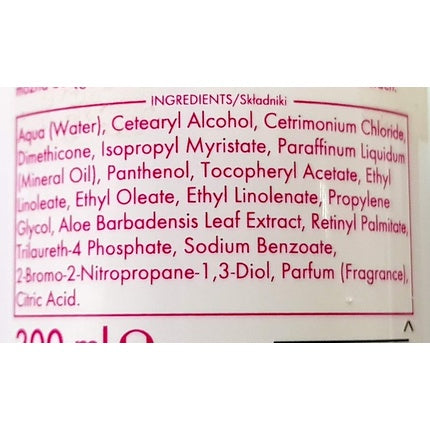 INGREDIENTS/Składniki
Aqua (Water), Cetearyl Alcohol, Cetrimonium Chloride,
Dimethicone, Isopropyl Myristate, Paraffinum Liquidum
(Mineral Oil), Panthenol, Tocopheryl Acetate, Ethyl
Linoleate, Ethyl Oleate, Ethyl Linolenate, Propylene
Glycol, Aloe Barbadensis Leaf Extract, Retinyl Palmitate,
Trilaureth-4 Phosphate, Sodium Benzoate,
2-Bromo-2-Nitropropane-1,3-Diol, Parfum (Fragrance),
Citric Acid.
200 ml e